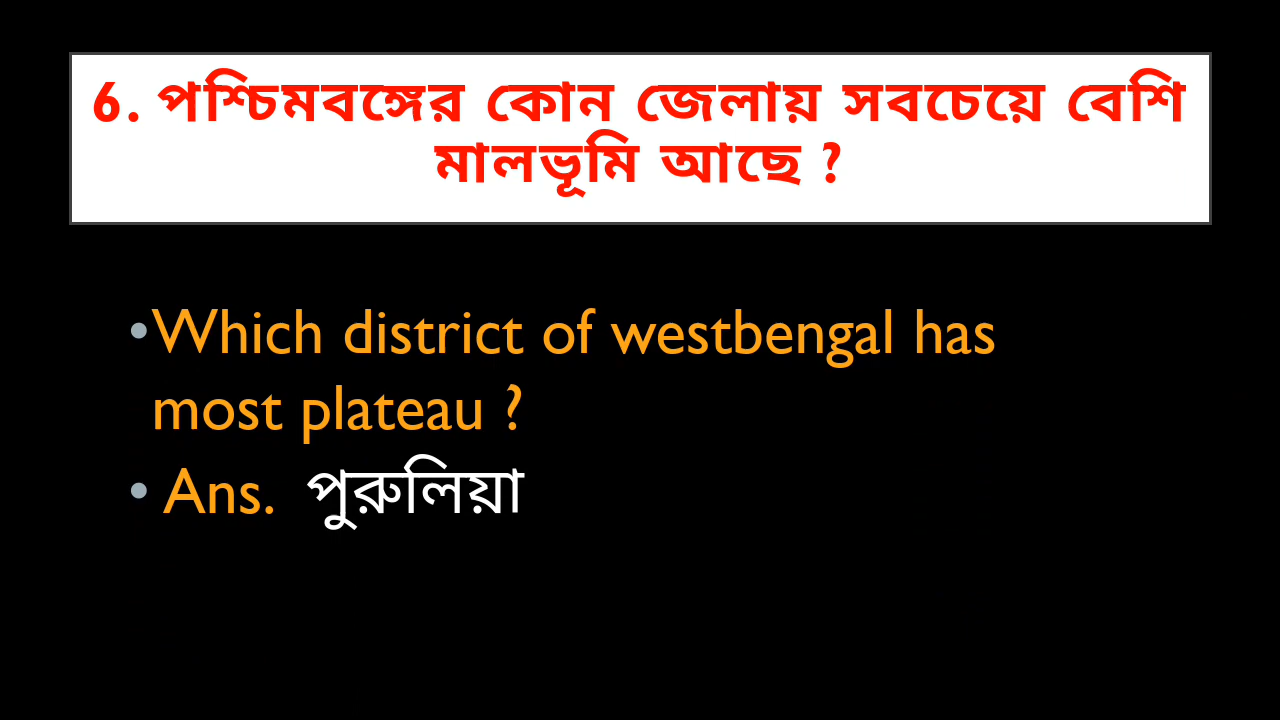 6. পশ্চিমবঙ্গের কোন জেলায় সবচেয়ে বেশি
মালভূমি আছে ?
•Which district of westbengal has
most plateau ?
• Ans. পুরুলিয়া